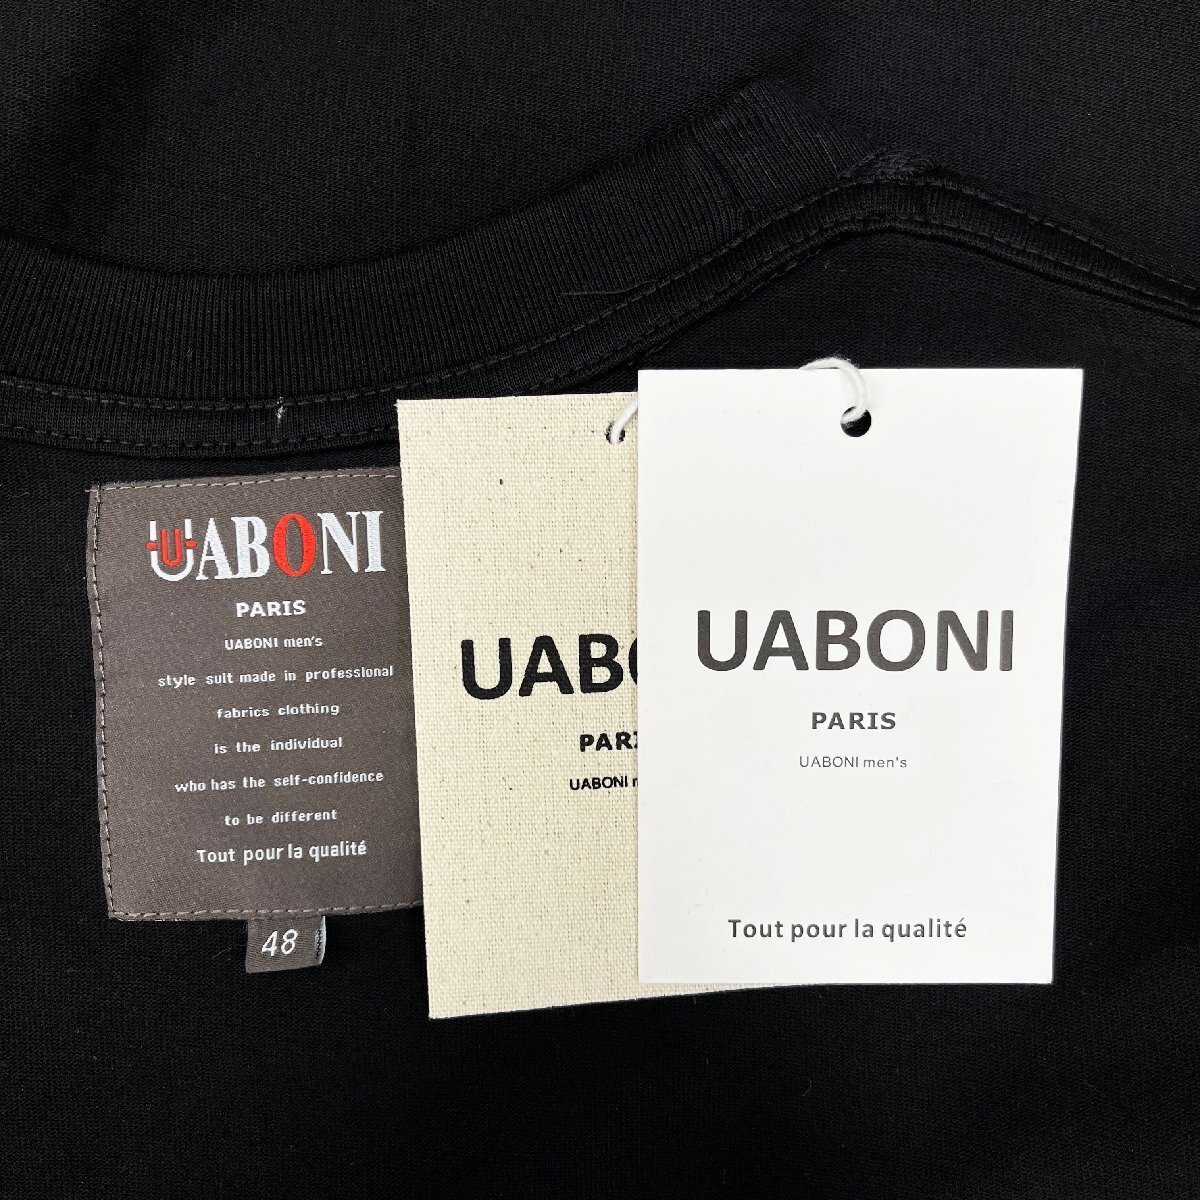 UABONI
PARIS
UABONI men's
style suit made in professional
fabrics clothing
is the individual
who has the self-confidence
to be different
Tout pour la qualité
48
UABO
PARI
UABONI m
UABONI
PARIS
UABONI men's
Tout pour la qualité